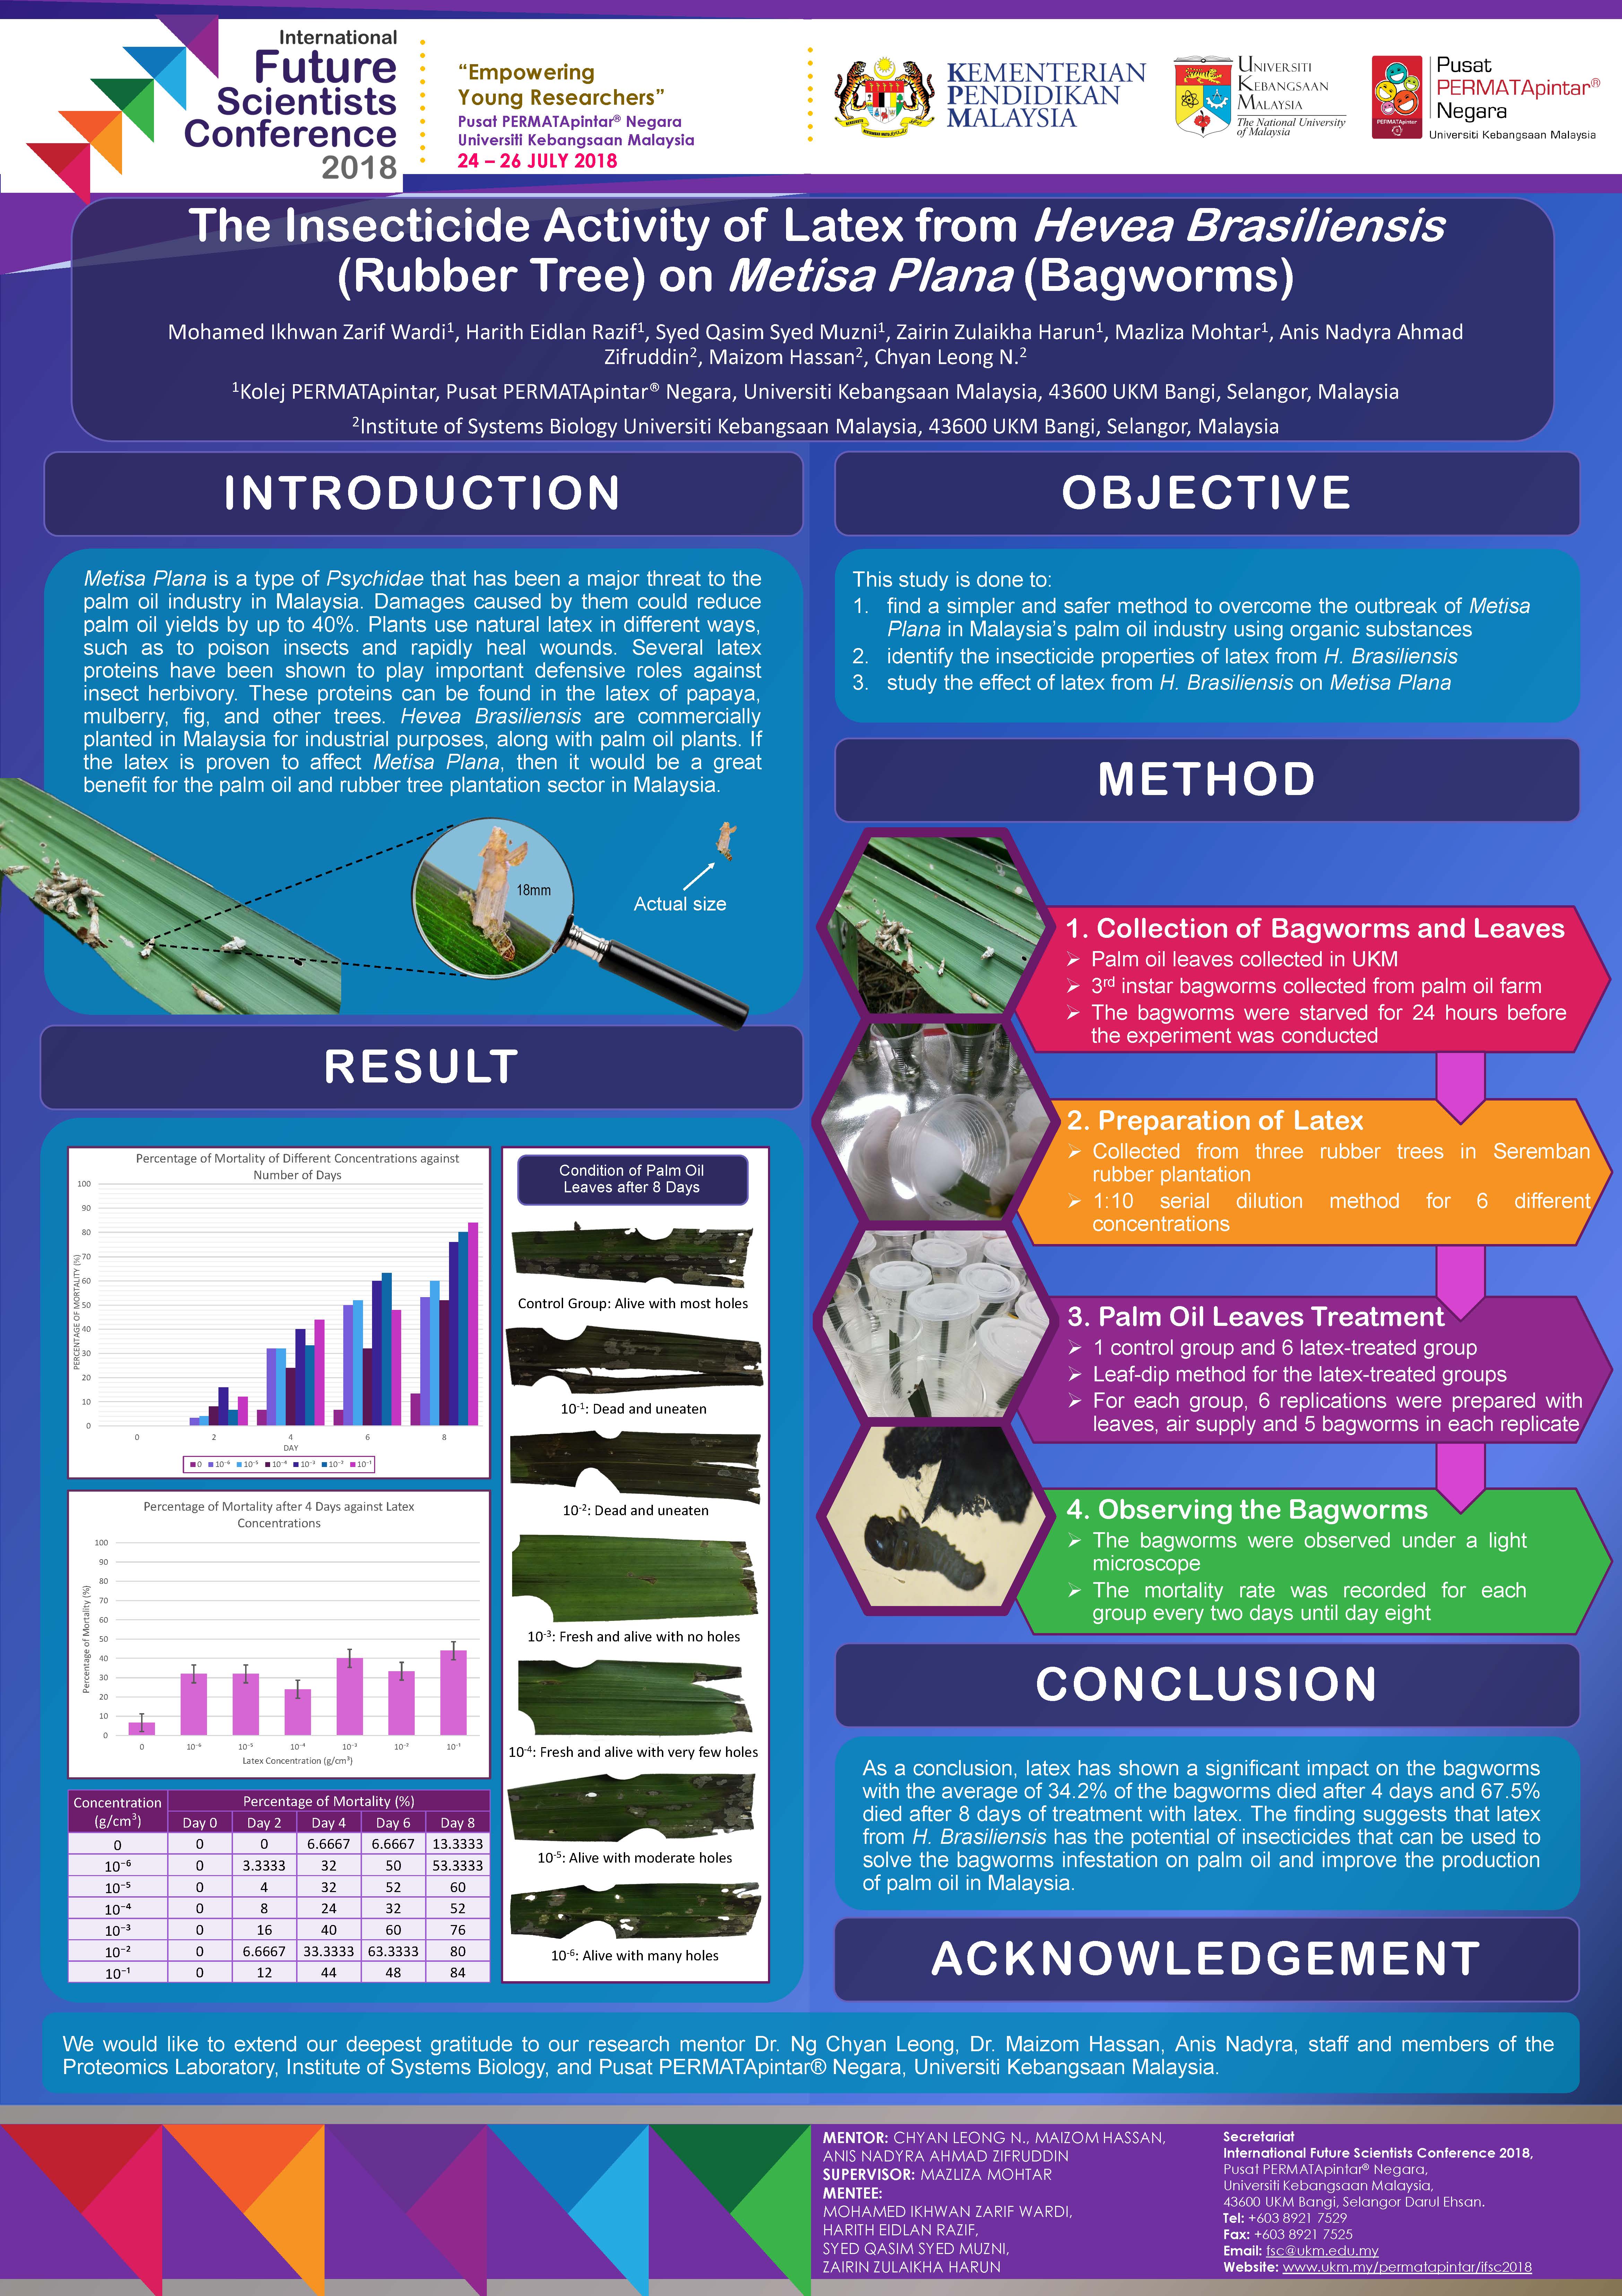 International
Future
Scientists
Conference
2018
“Empowering
Young Researchers”
Pusat PERMATApintar® Negara
Universiti Kebangsaan Malaysia
24 – 26 JULY 2018
KEMENTERIAN
PENDIDIKAN
MALAYSIA
UNIVERSITI
KEBANGSAAN
MALAYSIA
The National University
of Malaysia
Pusat
PERMATApintar®
Negara
Universiti Kebangsaan Malaysia
The Insecticide Activity of Latex from Hevea Brasiliensis
(Rubber Tree) on Metisa Plana (Bagworms)
Mohamed Ikhwan Zarif Wardi¹, Harith Eidlan Razif¹, Syed Qasim Syed Muzni¹, Zairin Zulaikha Harun¹, Mazliza Mohtar¹, Anis Nadyra Ahmad
Zifruddin², Maizom Hassan², Chyan Leong N.²
¹Kolej PERMATApintar, Pusat PERMATApintar® Negara, Universiti Kebangsaan Malaysia, 43600 UKM Bangi, Selangor, Malaysia
²Institute of Systems Biology Universiti Kebangsaan Malaysia, 43600 UKM Bangi, Selangor, Malaysia
INTRODUCTION
Metisa Plana is a type of Psychidae that has been a major threat to the
palm oil industry in Malaysia. Damages caused by them could reduce
palm oil yields by up to 40%. Plants use natural latex in different ways,
such as to poison insects and rapidly heal wounds. Several latex
proteins have been shown to play important defensive roles against
insect herbivory. These proteins can be found in the latex of papaya,
mulberry, fig, and other trees. Hevea Brasiliensis are commercially
planted in Malaysia for industrial purposes, along with palm oil plants. If
the latex is proven to affect Metisa Plana, then it would be a great
benefit for the palm oil and rubber tree plantation sector in Malaysia.
18mm
Actual size
OBJECTIVE
This study is done to:
1. find a simpler and safer method to overcome the outbreak of Metisa
Plana in Malaysia’s palm oil industry using organic substances
2. identify the insecticide properties of latex from H. Brasiliensis
3. study the effect of latex from H. Brasiliensis on Metisa Plana
METHOD
1. Collection of Bagworms and Leaves
➢ Palm oil leaves collected in UKM
➢ 3rd instar bagworms collected from palm oil farm
➢ The bagworms were starved for 24 hours before
the experiment was conducted
2. Preparation of Latex
➢ Collected from three rubber trees in Seremban
rubber plantation
➢ 1:10 serial dilution method for 6 different
concentrations
3. Palm Oil Leaves Treatment
➢ 1 control group and 6 latex-treated group
➢ Leaf-dip method for the latex-treated groups
➢ For each group, 6 replications were prepared with
leaves, air supply and 5 bagworms in each replicate
4. Observing the Bagworms
➢ The bagworms were observed under a light
microscope
➢ The mortality rate was recorded for each
group every two days until day eight
RESULT
Percentage of Mortality of Different Concentrations against
Number of Days
PERCENTAGE OF MORTALITY (%)
100
90
80
70
60
50
40
30
20
10
0
0 2 4 6 8
DAY
0 10⁻⁶ 10⁻⁵ 10⁻⁴ 10⁻³ 10⁻² 10⁻¹
Percentage of Mortality after 4 Days against Latex
Concentrations
Percentage of Mortality (%)
100
90
80
70
60
50
40
30
20
10
0
0 10⁻⁶ 10⁻⁵ 10⁻⁴ 10⁻³ 10⁻² 10⁻¹
Latex Concentration (g/cm³)
Concentration (g/cm³) Percentage of Mortality (%)
Day 0 Day 2 Day 4 Day 6 Day 8
0 0 0 6.6667 6.6667 13.3333
10⁻⁶ 0 3.3333 32 50 53.3333
10⁻⁵ 0 4 32 52 60
10⁻⁴ 0 8 24 32 52
10⁻³ 0 16 40 60 76
10⁻² 0 6.6667 33.3333 63.3333 80
10⁻¹ 0 12 44 48 84
Condition of Palm Oil
Leaves after 8 Days
Control Group: Alive with most holes
10⁻¹: Dead and uneaten
10⁻²: Dead and uneaten
10⁻³: Fresh and alive with no holes
10⁻⁴: Fresh and alive with very few holes
10⁻⁵: Alive with moderate holes
10⁻⁶: Alive with many holes
CONCLUSION
As a conclusion, latex has shown a significant impact on the bagworms
with the average of 34.2% of the bagworms died after 4 days and 67.5%
died after 8 days of treatment with latex. The finding suggests that latex
from H. Brasiliensis has the potential of insecticides that can be used to
solve the bagworms infestation on palm oil and improve the production
of palm oil in Malaysia.
ACKNOWLEDGEMENT
We would like to extend our deepest gratitude to our research mentor Dr. Ng Chyan Leong, Dr. Maizom Hassan, Anis Nadyra, staff and members of the
Proteomics Laboratory, Institute of Systems Biology, and Pusat PERMATApintar® Negara, Universiti Kebangsaan Malaysia.
MENTOR: CHYAN LEONG N., MAIZOM HASSAN,
ANIS NADYRA AHMAD ZIFRUDDIN
SUPERVISOR: MAZLIZA MOHTAR
MENTEE:
MOHAMED IKHWAN ZARIF WARDI,
HARITH EIDLAN RAZIF,
SYED QASIM SYED MUZNI,
ZAIRIN ZULAIKHA HARUN
Secretariat
International Future Scientists Conference 2018,
Pusat PERMATApintar® Negara,
Universiti Kebangsaan Malaysia,
43600 UKM Bangi, Selangor Darul Ehsan.
Tel: +603 8921 7529
Fax: +603 8921 7525
Email: fsc@ukm.edu.my
Website: www.ukm.my/permatapintar/ifsc2018